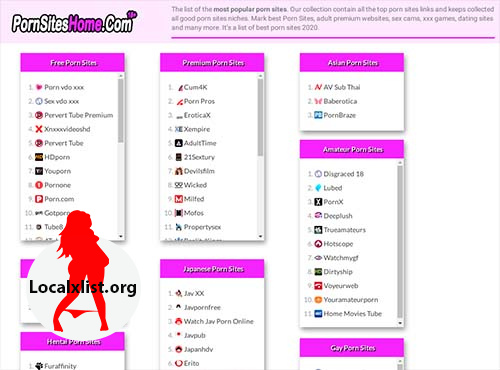 PornSitesHome.Com
18+
The list of the most popular porn sites. Our collection contain all the top porn sites links and keeps collected
all good porn sites niches. Mark best Porn Sites, adult premium websites, sex cams, xxx games, dating sites
and many more. It's a list of best porn sites 2020.
Free Porn Sites
1. Porn vdo xxx
2. Sex vdo xxx
3. Pervert Tube Premium
4. Xnxxxvideoshd
5. Pervert Tube
6. HDporn
7. Youporn
8. Pornone
9. Porn.com
10. Gotporn
11. Tube8
Premium Porn Sites
1. Cum4K
2. Porn Pros
3. EroticaX
4. Xempire
5. AdultTime
6. 21Sextury
7. Devilsfilm
8. Wicked
9. Milfed
10. Mofos
11. Propertysex
Asian Porn Sites
1. AV Sub Thai
2. Baberotica
3. PornBraze
Amateur Porn Sites
1. Disgraced 18
2. Lubed
3. PornX
4. Deeplush
5. Trueamateurs
6. Hotscope
7. Watchmygf
8. Dirtyship
9. Voyeurweb
10. Youramateurporn
11. Home Movies Tube
Localxlist.org
Japanese Porn Sites
1. Jav XX
2. Javpornfree
3. Watch Jav Porn Online
4. Javpub
5. Japanhdv
6. Erito
Hentai Porn Sites
1. Furaffinity
Gay Porn Sites